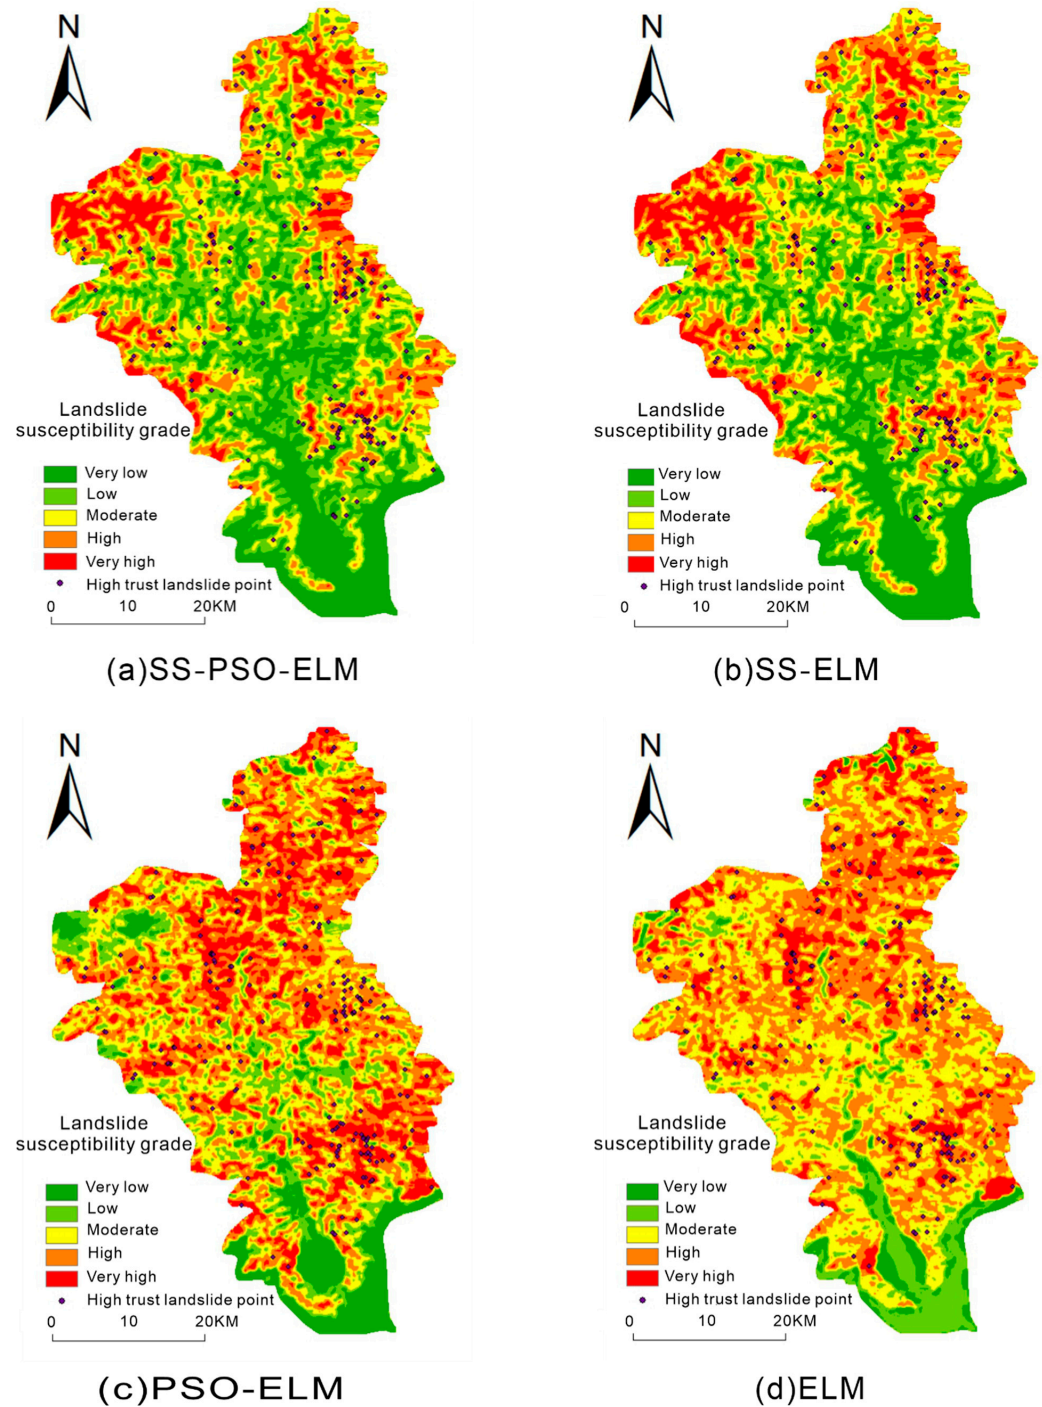 N
Landslide
susceptibility grade
Very low
Low
Moderate
High
Very high
High trust landslide point
0 10 20KM
(a)SS-PSO-ELM
N
Landslide
susceptibility grade
Very low
Low
Moderate
High
Very high
High trust landslide point
0 10 20KM
(b)SS-ELM
N
Landslide
susceptibility grade
Very low
Low
Moderate
High
Very high
High trust landslide point
0 10 20KM
(c)PSO-ELM
N
Landslide
susceptibility grade
Very low
Low
Moderate
High
Very high
High trust landslide point
0 10 20KM
(d)ELM